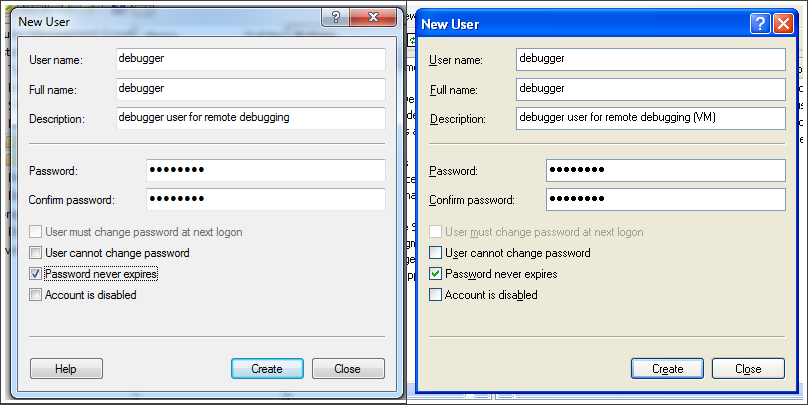 New User
User name: debugger
Full name: debugger
Description: debugger user for remote debugging
Password: ●●●●●●●●
Confirm password: ●●●●●●●●
User must change password at next logon
User cannot change password
Password never expires
Account is disabled
Help Create Close
New User
User name: debugger
Full name: debugger
Description: debugger user for remote debugging (VM)
Password: ●●●●●●●●
Confirm password: ●●●●●●●●
User must change password at next logon
User cannot change password
Password never expires
Account is disabled
Create Close